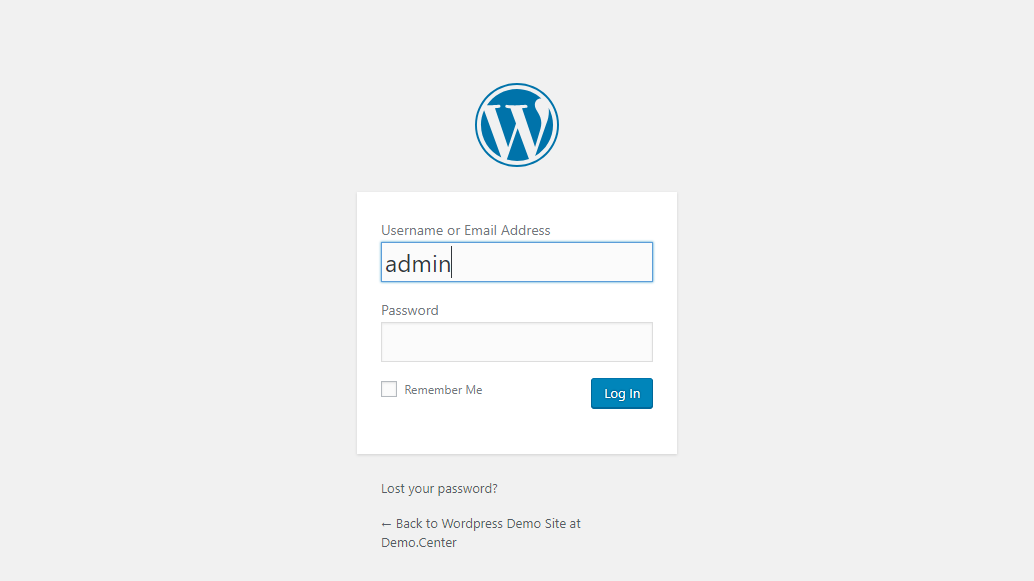 Username or Email Address
admin
Password
Remember Me
Log In
Lost your password?
← Back to Wordpress Demo Site at
Demo.Center